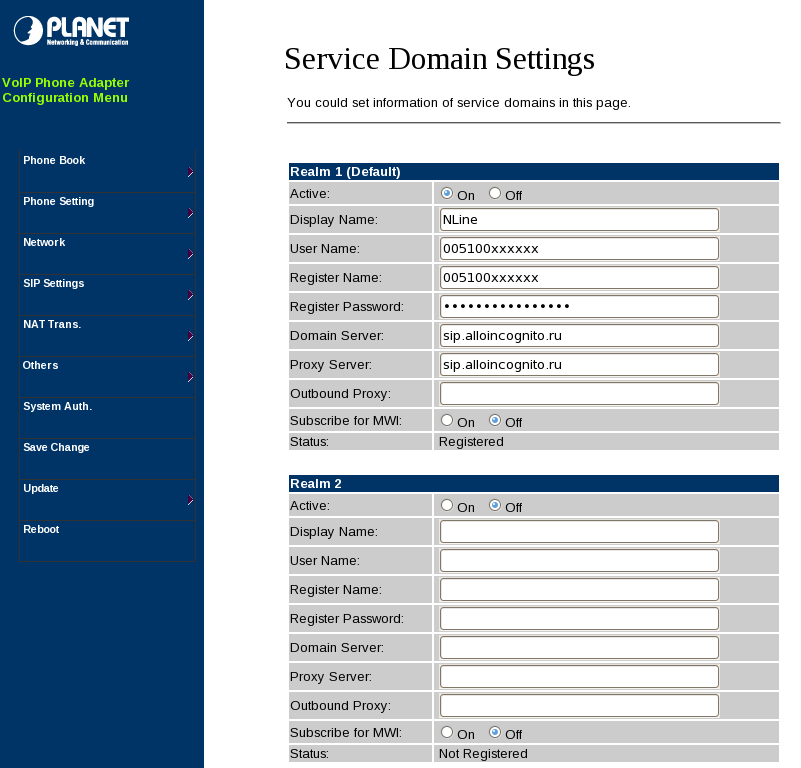 PLANET
Networking & Communication
VoIP Phone Adapter
Configuration Menu
Phone Book
Phone Setting
Network
SIP Settings
NAT Trans.
Others
System Auth.
Save Change
Update
Reboot
Service Domain Settings
You could set information of service domains in this page.
Realm 1 (Default)
Active: On Off
Display Name: NLine
User Name: 005100xxxxxx
Register Name: 005100xxxxxx
Register Password: ••••••••••••••••
Domain Server: sip.alloincognito.ru
Proxy Server: sip.alloincognito.ru
Outbound Proxy:
Subscribe for MWI: On Off
Status: Registered
Realm 2
Active: On Off
Display Name:
User Name:
Register Name:
Register Password:
Domain Server:
Proxy Server:
Outbound Proxy:
Subscribe for MWI: On Off
Status: Not Registered